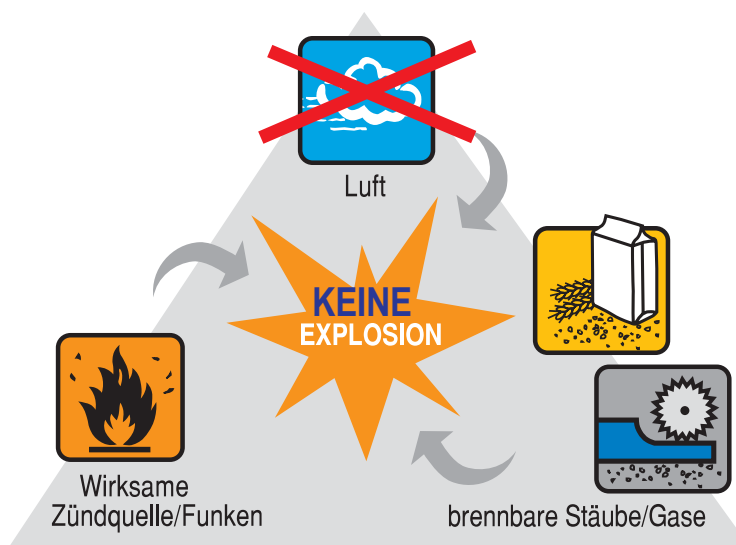 Luft
KEINE
EXPLOSION
Wirksame
Zündquelle/Funken
brennbare Stäube/Gase